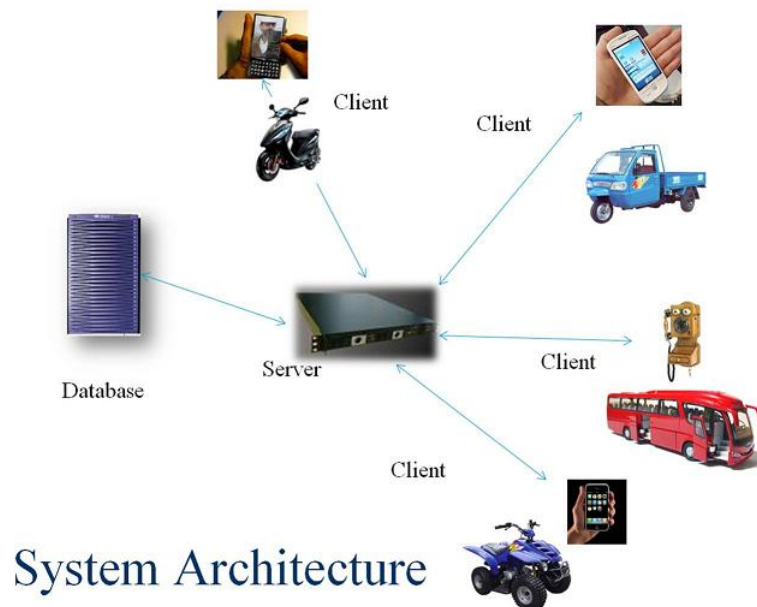 Client
Client
Server
Client
Database
Client
System Architecture